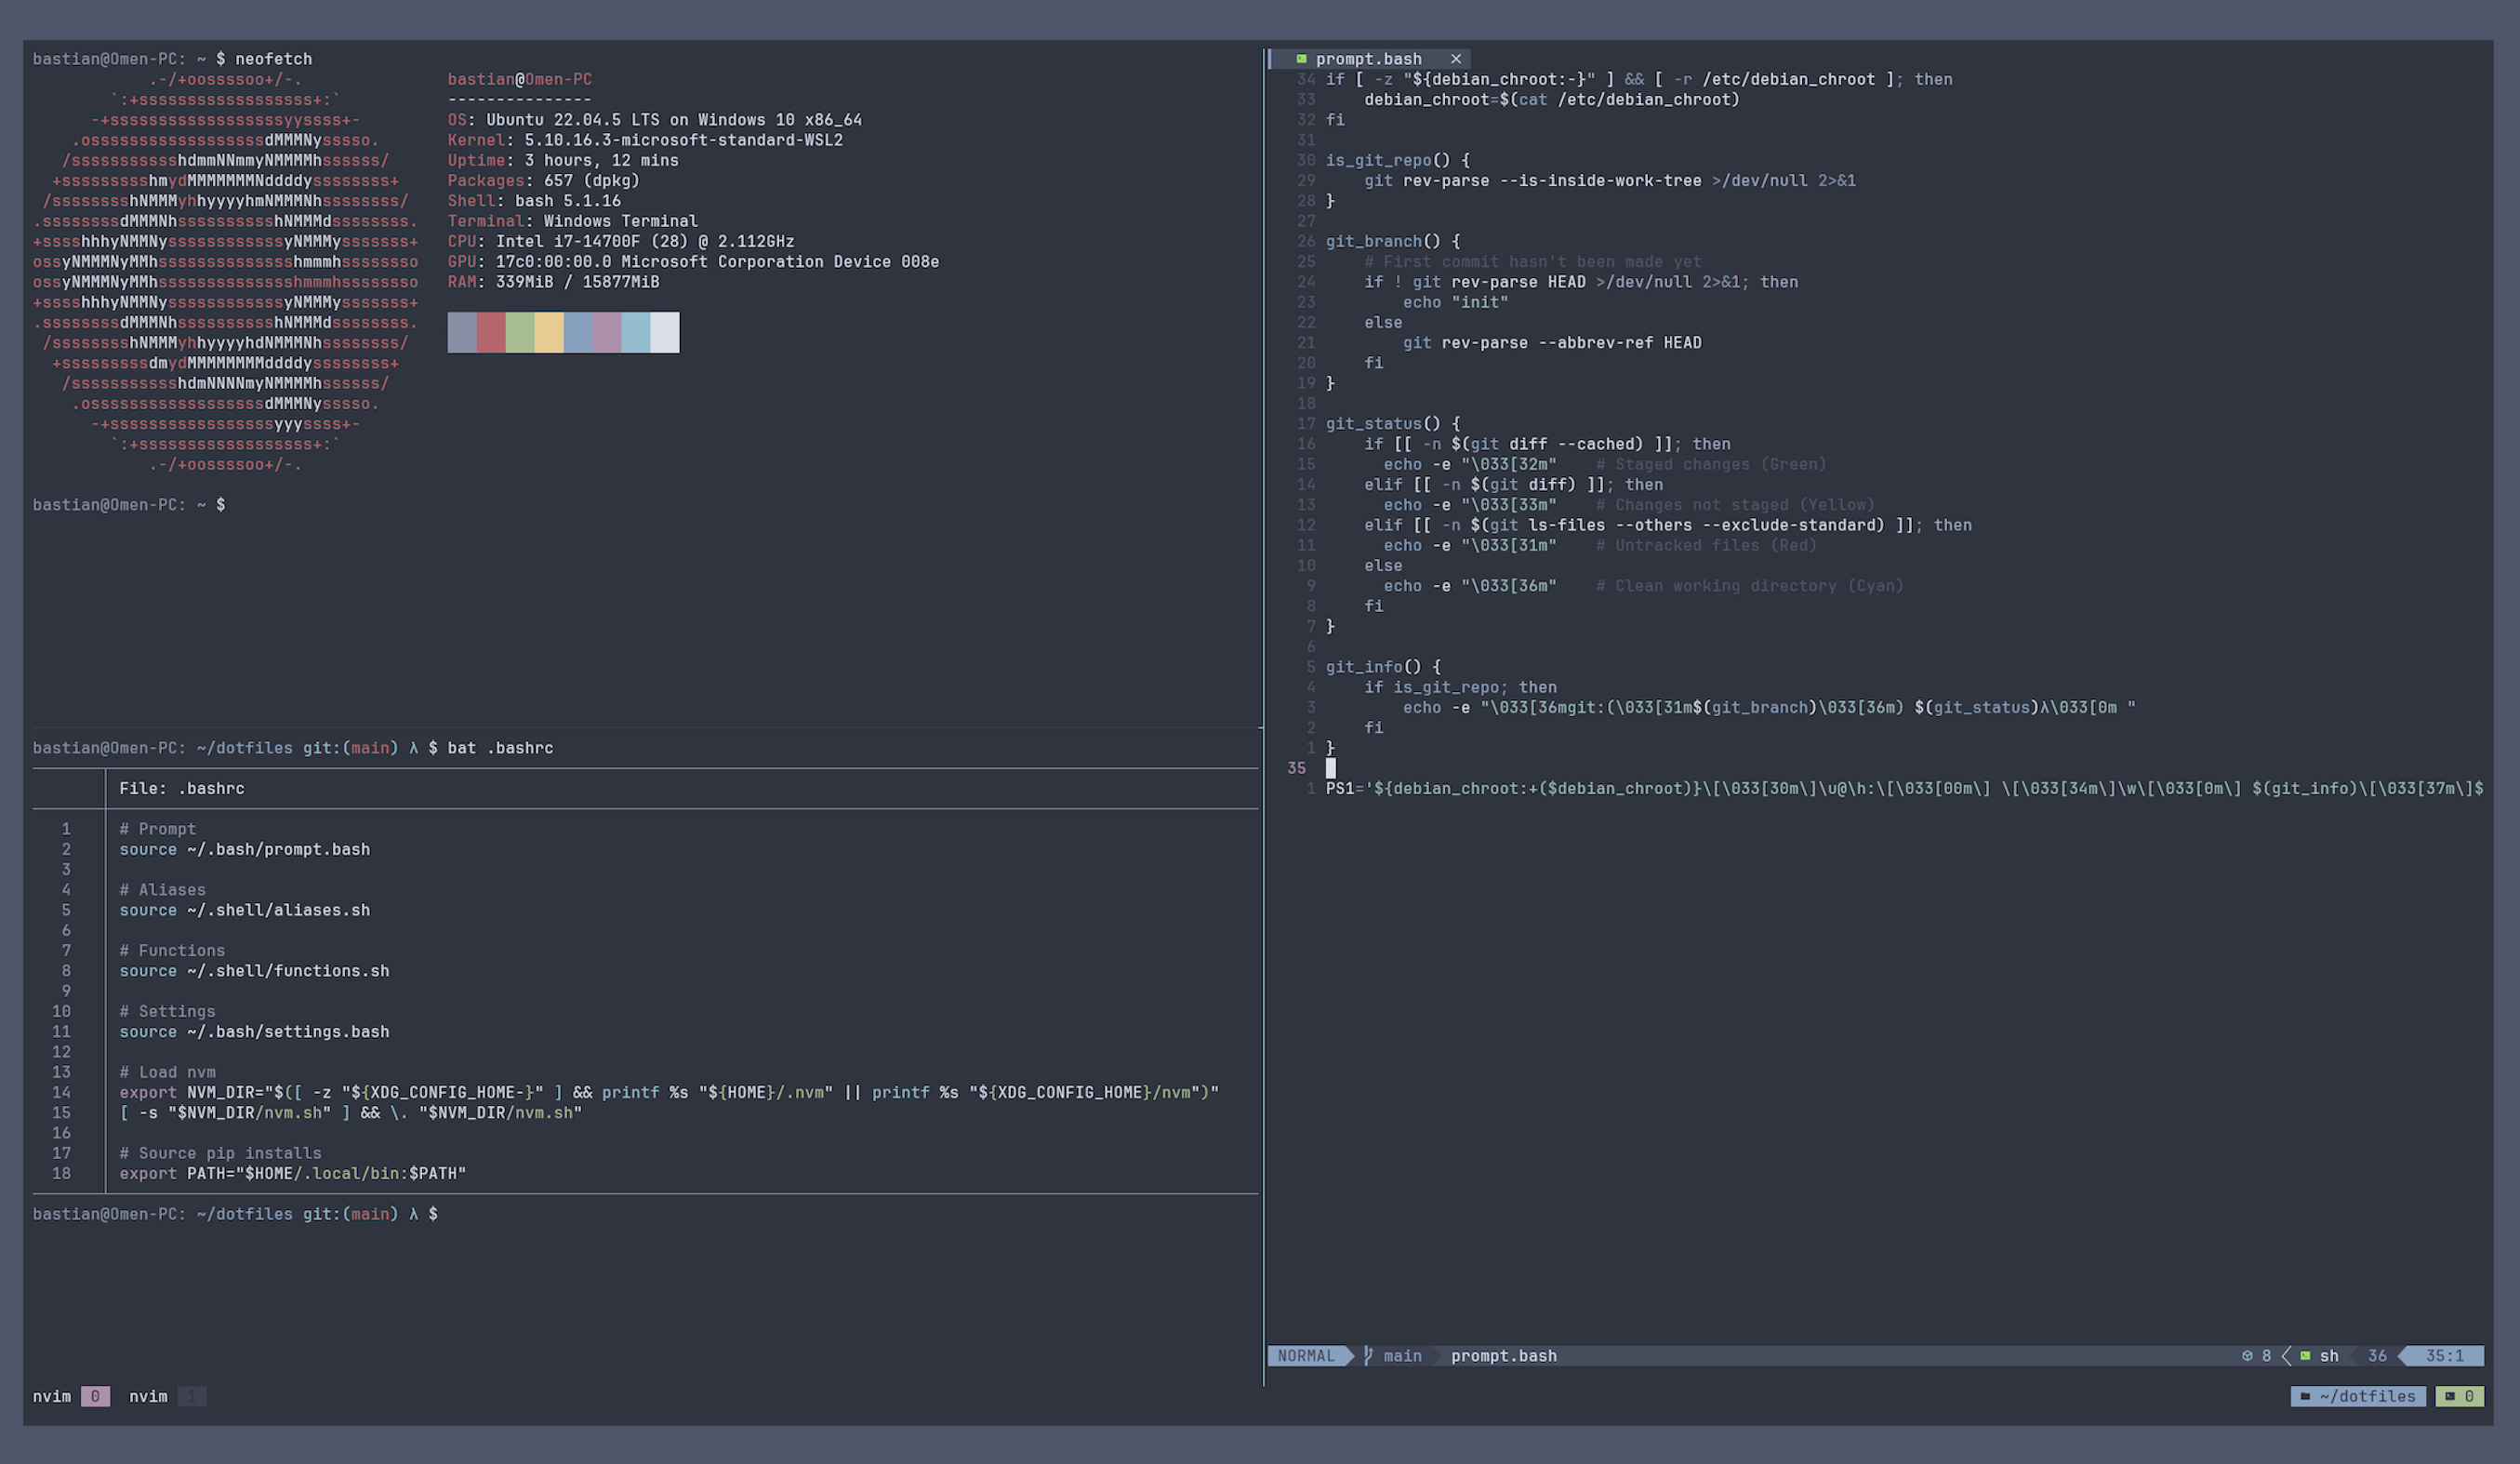 bastian@Omen-PC: ~ $ neofetch
.-/+oossssoo+/-.
`:+ssssssssssssssssss+:`
-+ssssssssssssssssssyyssss+-
.ossssssssssssssssssdMMMNysssso.
/ssssssssssshdmmNNmmyNMMMMhssssss/
+ssssssssshmydMMMMMMMNddddyssssssss+
/sssssssshNMMMyhhyyyyhmNMMMNhssssssss/
.ssssssssdMMMNhsssssssssshNMMMdssssssss.
+sssshhhyNMMNyssssssssssssyNMMMysssssss+
ossyNMMMNyMMhsssssssssssssshmmmhssssssso
ossyNMMMNyMMhsssssssssssssshmmmhssssssso
+sssshhhyNMMNyssssssssssssyNMMMysssssss+
.ssssssssdMMMNhsssssssssshNMMMdssssssss.
/sssssssshNMMMyhhyyyyhdNMMMNhssssssss/
+sssssssssdmydMMMMMMMMddddyssssssss+
/ssssssssssshdmNNNNmyNMMMMhssssss/
.ossssssssssssssssssdMMMNysssso.
-+sssssssssssssssssyyyssss+-
`:+ssssssssssssssssss+:`
.-/+oossssoo+/-.
bastian@Omen-PC
---------------
OS: Ubuntu 22.04.5 LTS on Windows 10 x86_64
Kernel: 5.10.16.3-microsoft-standard-WSL2
Uptime: 3 hours, 12 mins
Packages: 657 (dpkg)
Shell: bash 5.1.16
Terminal: Windows Terminal
CPU: Intel i7-14700F (28) @ 2.112GHz
GPU: 17c0:00:00.0 Microsoft Corporation Device 008e
RAM: 339MiB / 15877MiB
bastian@Omen-PC: ~ $
bastian@Omen-PC: ~/dotfiles git:(main) λ $ bat .bashrc
File: .bashrc
1 # Prompt
2 source ~/.bash/prompt.bash
3
4 # Aliases
5 source ~/.shell/aliases.sh
6
7 # Functions
8 source ~/.shell/functions.sh
9
10 # Settings
11 source ~/.bash/settings.bash
12
13 # Load nvm
14 export NVM_DIR="$([ -z "${XDG_CONFIG_HOME-}" ] && printf %s "${HOME}/.nvm" || printf %s "${XDG_CONFIG_HOME}/nvm")"
15 [ -s "$NVM_DIR/nvm.sh" ] && \. "$NVM_DIR/nvm.sh"
16
17 # Source pip installs
18 export PATH="$HOME/.local/bin:$PATH"
bastian@Omen-PC: ~/dotfiles git:(main) λ $
prompt.bash ×
34 if [ -z "${debian_chroot:-}" ] && [ -r /etc/debian_chroot ]; then
33 debian_chroot=$(cat /etc/debian_chroot)
32 fi
31
30 is_git_repo() {
29 git rev-parse --is-inside-work-tree >/dev/null 2>&1
28 }
27
26 git_branch() {
25 # First commit hasn't been made yet
24 if ! git rev-parse HEAD >/dev/null 2>&1; then
23 echo "init"
22 else
21 git rev-parse --abbrev-ref HEAD
20 fi
19 }
18
17 git_status() {
16 if [[ -n $(git diff --cached) ]]; then
15 echo -e "\033[32m" # Staged changes (Green)
14 elif [[ -n $(git diff) ]]; then
13 echo -e "\033[33m" # Changes not staged (Yellow)
12 elif [[ -n $(git ls-files --others --exclude-standard) ]]; then
11 echo -e "\033[31m" # Untracked files (Red)
10 else
9 echo -e "\033[36m" # Clean working directory (Cyan)
8 fi
7 }
6
5 git_info() {
4 if is_git_repo; then
3 echo -e "\033[36mgit:(\033[31m$(git_branch)\033[36m) $(git_status)λ\033[0m "
2 fi
1 }
35
1 PS1='${debian_chroot:+($debian_chroot)}\[\033[30m\]\u@\h:\[\033[00m\] \[\033[34m\]\w\[\033[0m\] $(git_info)\[\033[37m\]$
NORMAL main prompt.bash 8 sh 36 35:1
nvim 0 nvim 1 ~/dotfiles 0